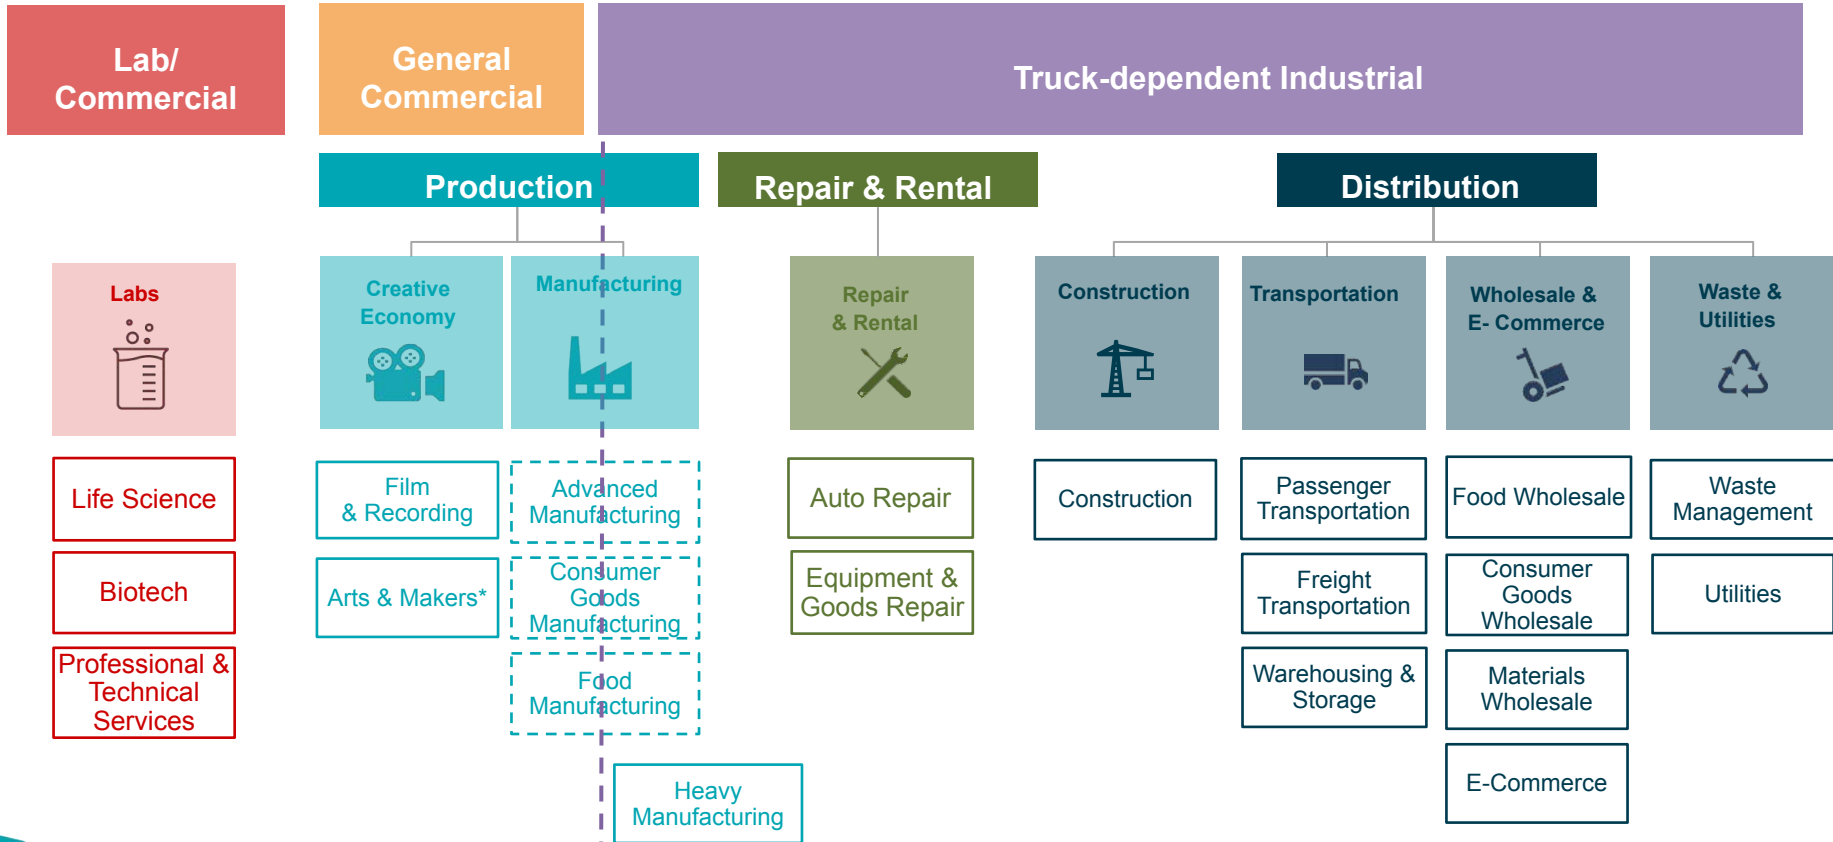 Lab/
Commercial
General
Commercial
Truck-dependent Industrial
Production
Repair & Rental
Distribution
Labs
Creative
Economy
Manufacturing
Repair
& Rental
Construction
Transportation
Wholesale &
E- Commerce
Waste &
Utilities
Life Science
Biotech
Professional &
Technical
Services
Film
& Recording
Arts & Makers*
Advanced
Manufacturing
Consumer
Goods
Manufacturing
Food
Manufacturing
Heavy
Manufacturing
Auto Repair
Equipment &
Goods Repair
Construction
Passenger
Transportation
Freight
Transportation
Warehousing &
Storage
Food Wholesale
Consumer
Goods
Wholesale
Materials
Wholesale
E-Commerce
Waste
Management
Utilities